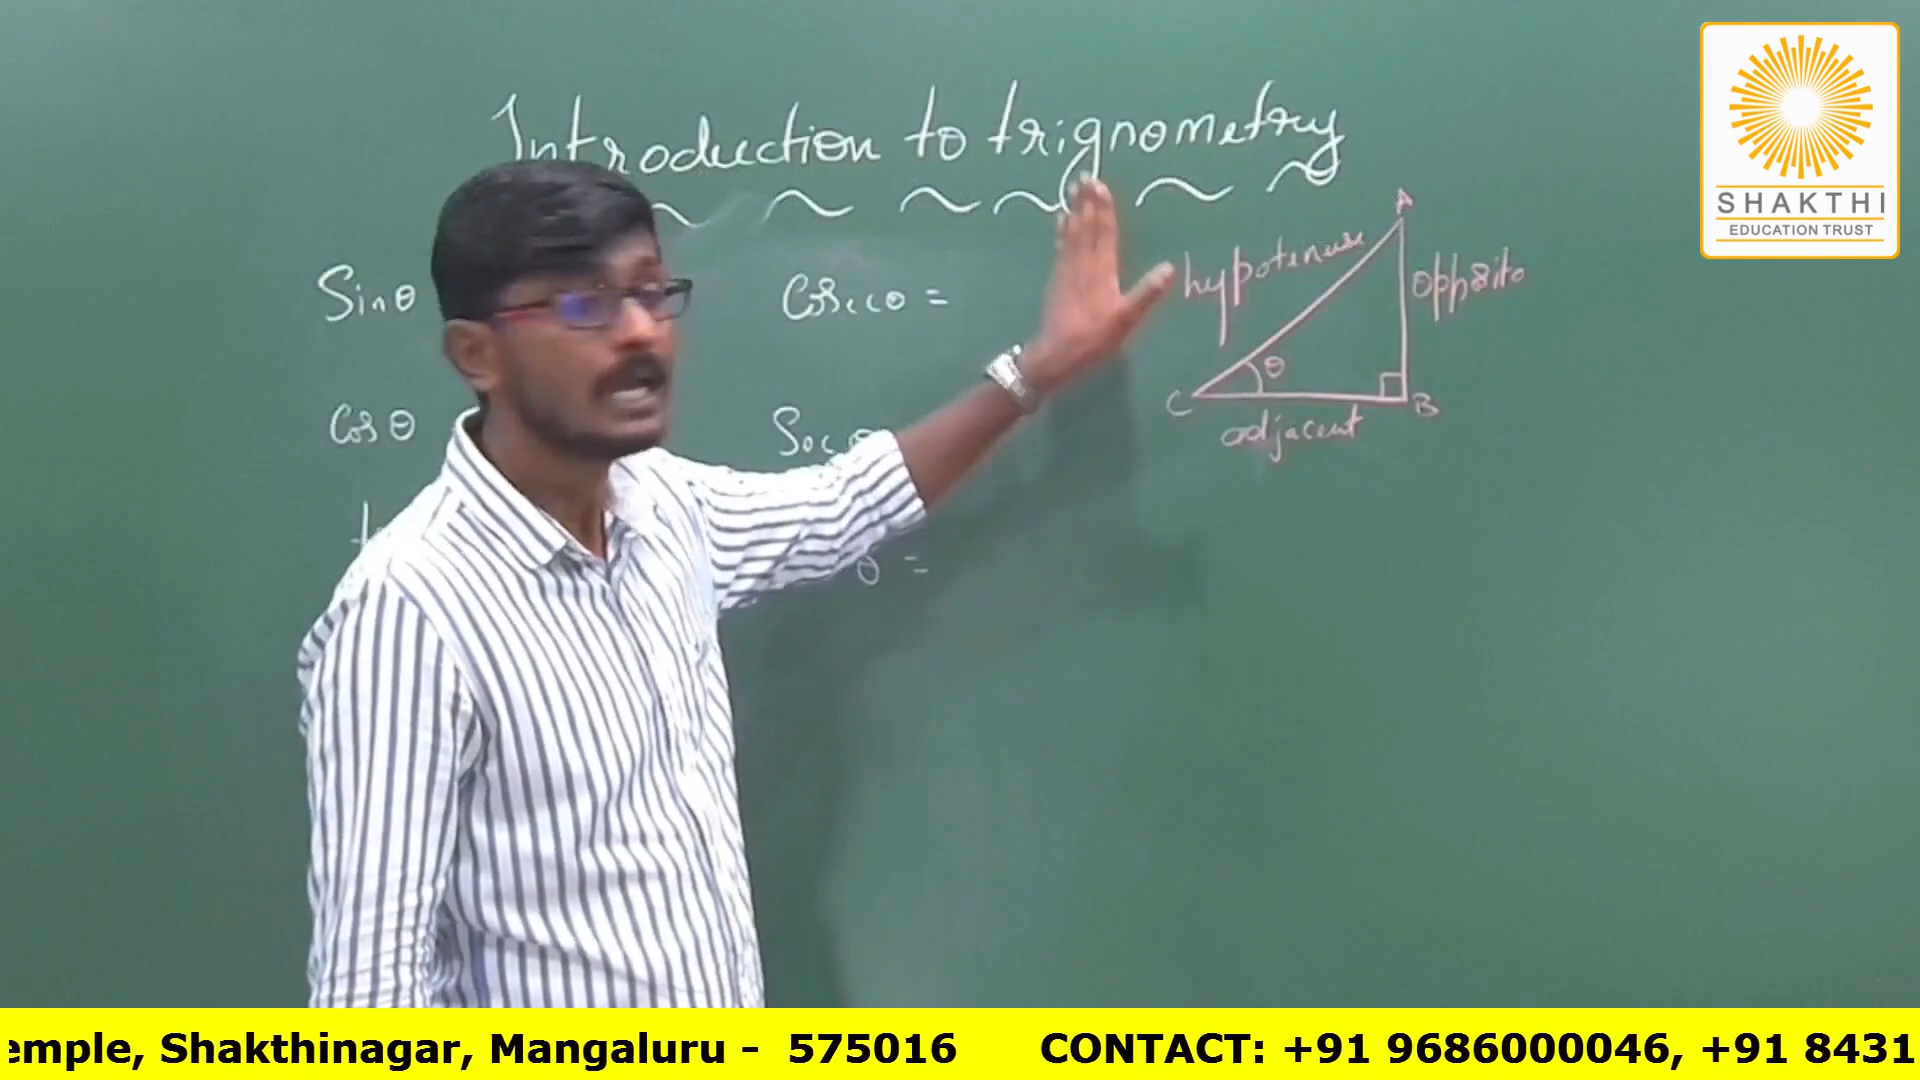 Introduction to trignometry
Sinθ
Cosecθ =
Cosθ
Sec θ
θ =
A
hypotenuse
opposite
θ
C
B
adjacent
SHAKTHI
EDUCATION TRUST
emple, Shakthinagar, Mangaluru - 575016 CONTACT: +91 9686000046, +91 8431